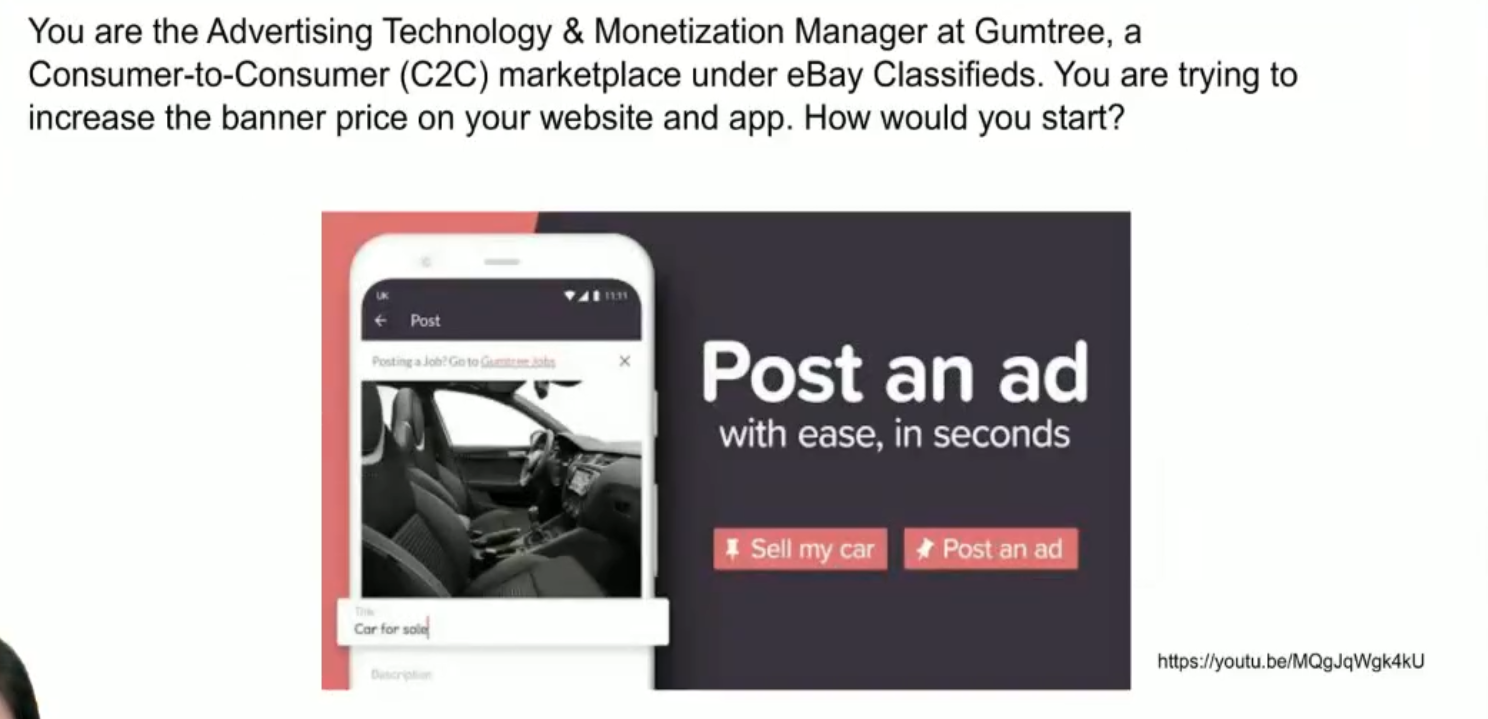 You are the Advertising Technology & Monetization Manager at Gumtree, a
Consumer-to-Consumer (C2C) marketplace under eBay Classifieds. You are trying to
increase the banner price on your website and app. How would you start?
UK
11:11
Post
Posting a Job? Go to Gumtree Jobs
Title
Car for sale
Description
Post an ad
with ease, in seconds
Sell my car
Post an ad
https://youtu.be/MQgJqWgk4kU